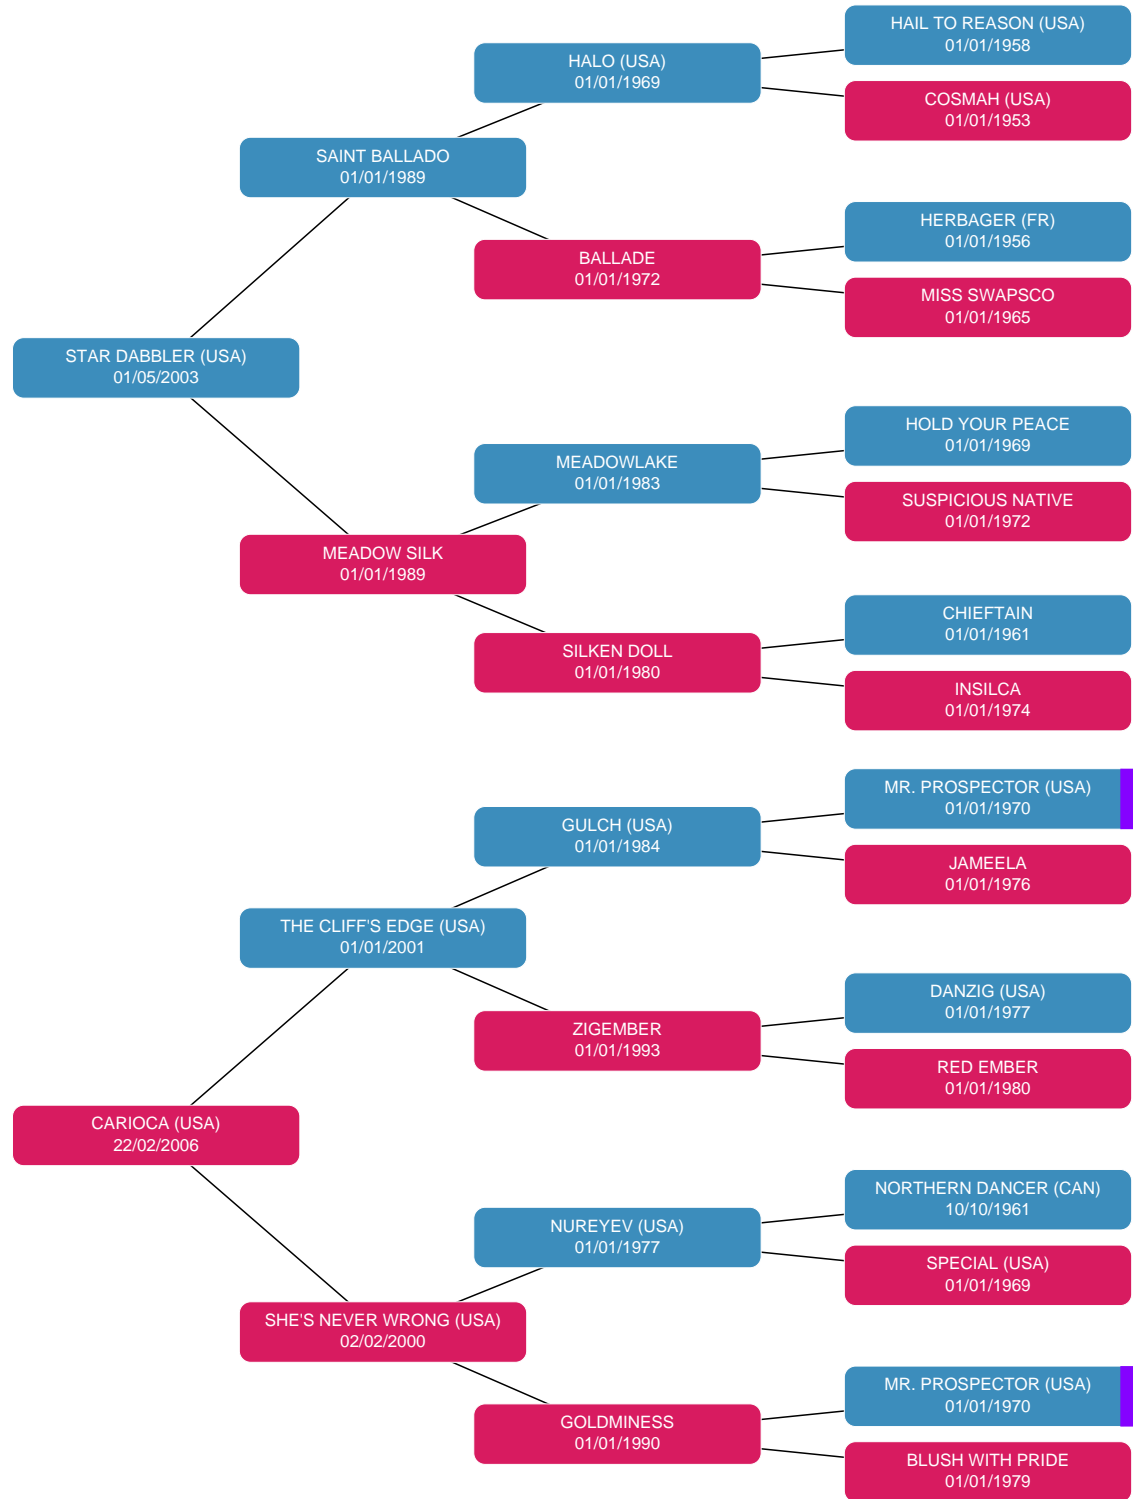 HAIL TO REASON (USA)
01/01/1958
HALO (USA)
01/01/1969
COSMAH (USA)
01/01/1953
SAINT BALLADO
01/01/1989
HERBAGER (FR)
01/01/1956
BALLADE
01/01/1972
MISS SWAPSCO
01/01/1965
STAR DABBLER (USA)
01/05/2003
HOLD YOUR PEACE
01/01/1969
MEADOWLAKE
01/01/1983
SUSPICIOUS NATIVE
01/01/1972
MEADOW SILK
01/01/1989
CHIEFTAIN
01/01/1961
SILKEN DOLL
01/01/1980
INSILCA
01/01/1974
MR. PROSPECTOR (USA)
01/01/1970
GULCH (USA)
01/01/1984
JAMEELA
01/01/1976
THE CLIFF'S EDGE (USA)
01/01/2001
DANZIG (USA)
01/01/1977
ZIGEMBER
01/01/1993
RED EMBER
01/01/1980
CARIOCA (USA)
22/02/2006
NORTHERN DANCER (CAN)
10/10/1961
NUREYEV (USA)
01/01/1977
SPECIAL (USA)
01/01/1969
SHE'S NEVER WRONG (USA)
02/02/2000
MR. PROSPECTOR (USA)
01/01/1970
GOLDMINESS
01/01/1990
BLUSH WITH PRIDE
01/01/1979